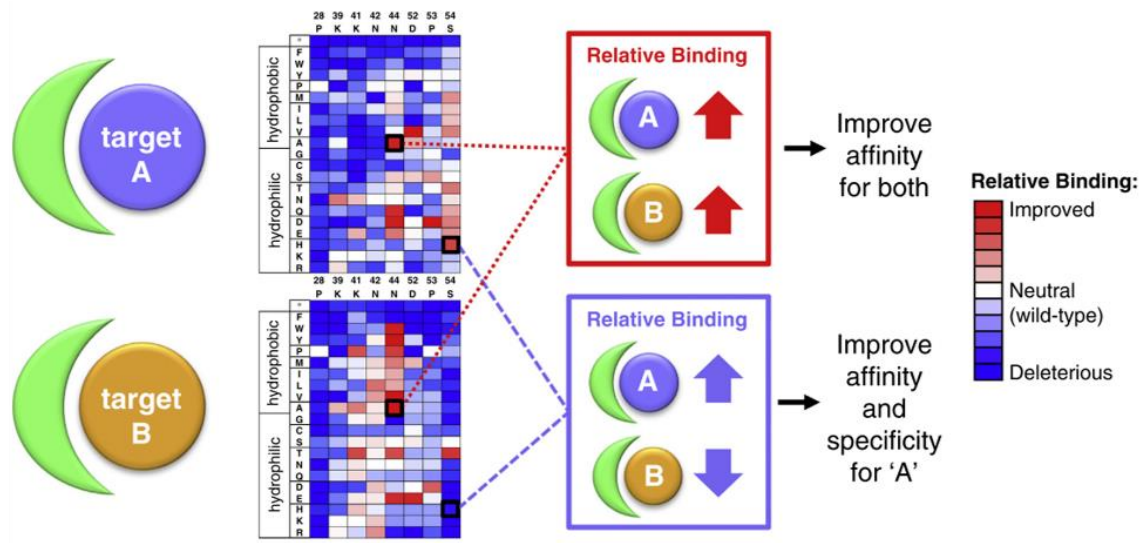 28 39 41 42 44 52 53 54
P K K N N D P S
*
F
W
Y
P
M
I
L
V
A
G
C
S
T
N
Q
D
E
H
K
R
hydrophobic
hydrophilic
target
A
28 39 41 42 44 52 53 54
P K K N N D P S
*
F
W
Y
P
M
I
L
V
A
G
C
S
T
N
Q
D
E
H
K
R
hydrophobic
hydrophilic
target
B
Relative Binding
A
B
Improve
affinity
for both
Relative Binding
A
B
Improve
affinity
and
specificity
for ‘A’
Relative Binding:
Improved
Neutral
(wild-type)
Deleterious